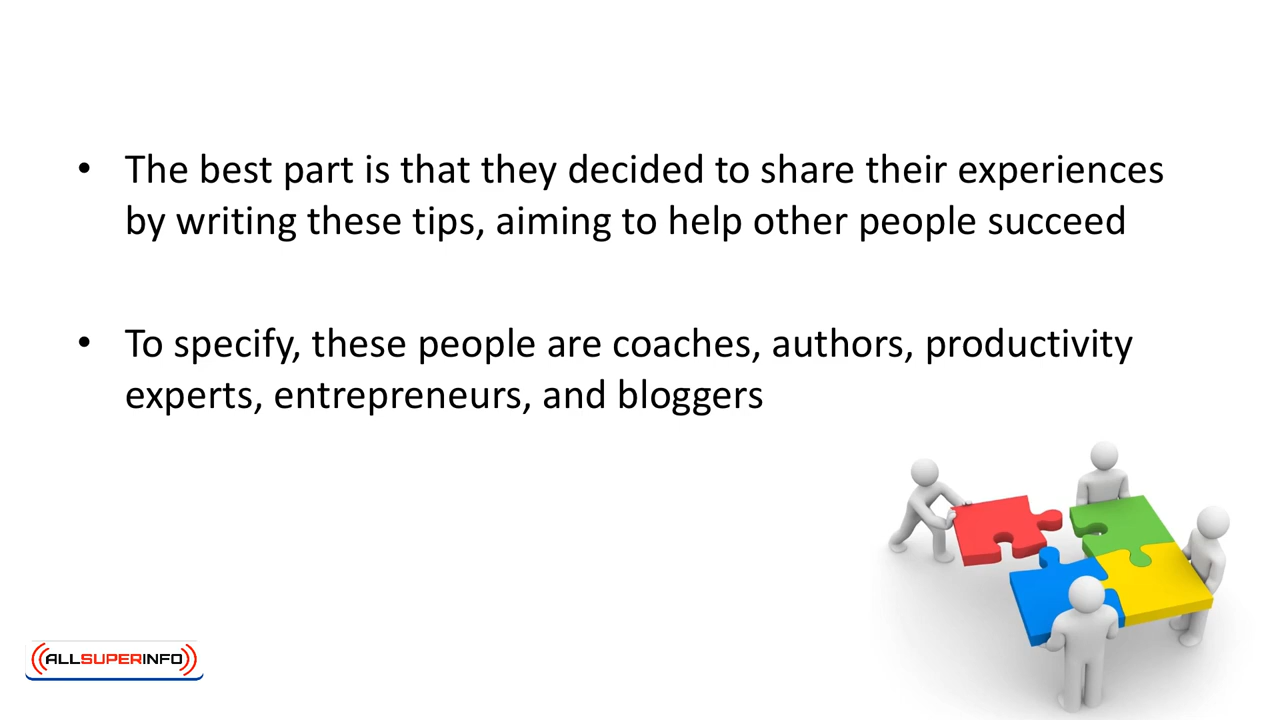 • The best part is that they decided to share their experiences
by writing these tips, aiming to help other people succeed
• To specify, these people are coaches, authors, productivity
experts, entrepreneurs, and bloggers
ALLSUPERINFO